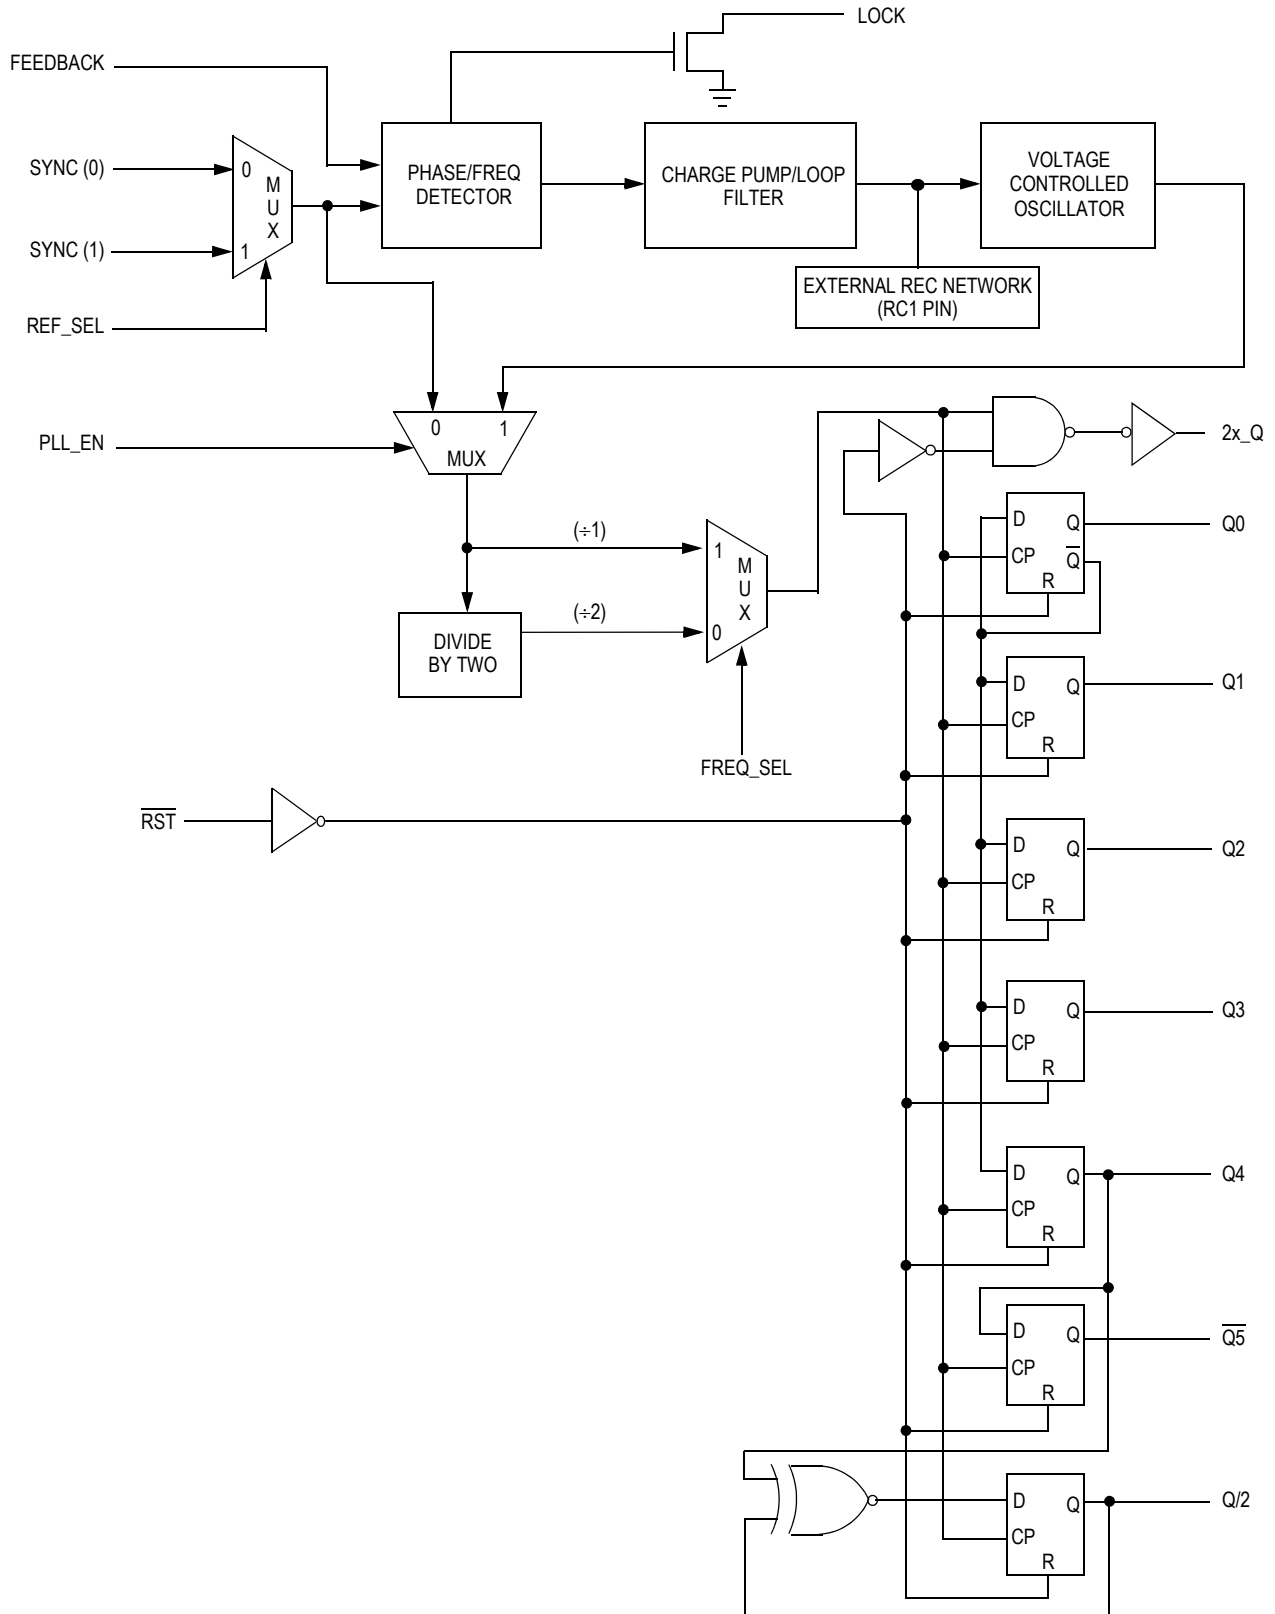 LOCK
FEEDBACK
SYNC (0)
0
M
U
X
1
SYNC (1)
REF_SEL
PHASE/FREQ
DETECTOR
CHARGE PUMP/LOOP
FILTER
VOLTAGE
CONTROLLED
OSCILLATOR
EXTERNAL REC NETWORK
(RC1 PIN)
PLL_EN
0 1
MUX
2x_Q
(÷1)
(÷2)
DIVIDE
BY TWO
1
M
U
X
0
FREQ_SEL
R̅S̅T̅
D Q
CP Q̅
R
Q0
D Q
CP
R
Q1
D Q
CP
R
Q2
D Q
CP
R
Q3
D Q
CP
R
Q4
D Q
CP
R
Q̅5̅
D Q
CP
R
Q/2